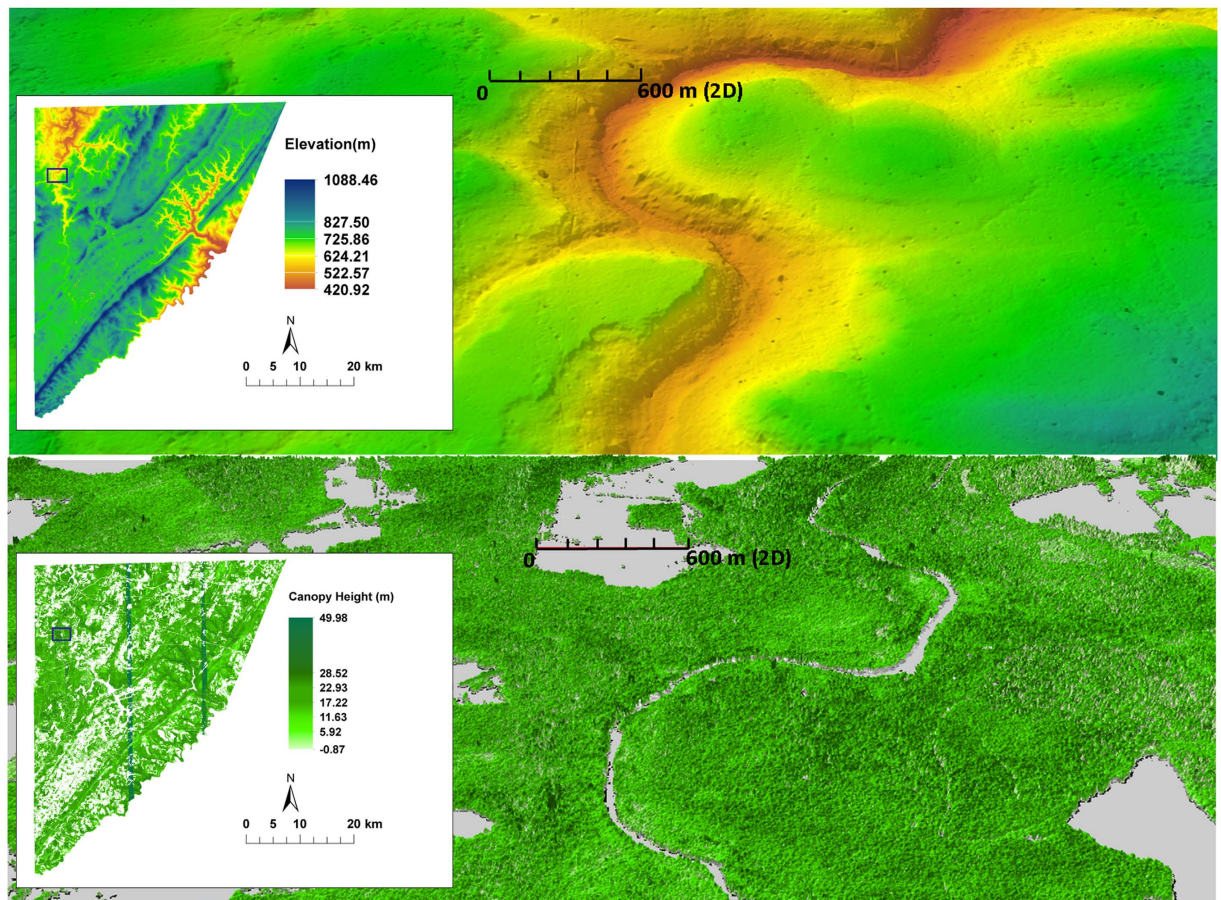 0 600 m (2D)
Elevation(m)
1088.46
827.50
725.86
624.21
522.57
420.92
N
0 5 10 20 km
0 600 m (2D)
Canopy Height (m)
49.98
28.52
22.93
17.22
11.63
5.92
-0.87
N
0 5 10 20 km